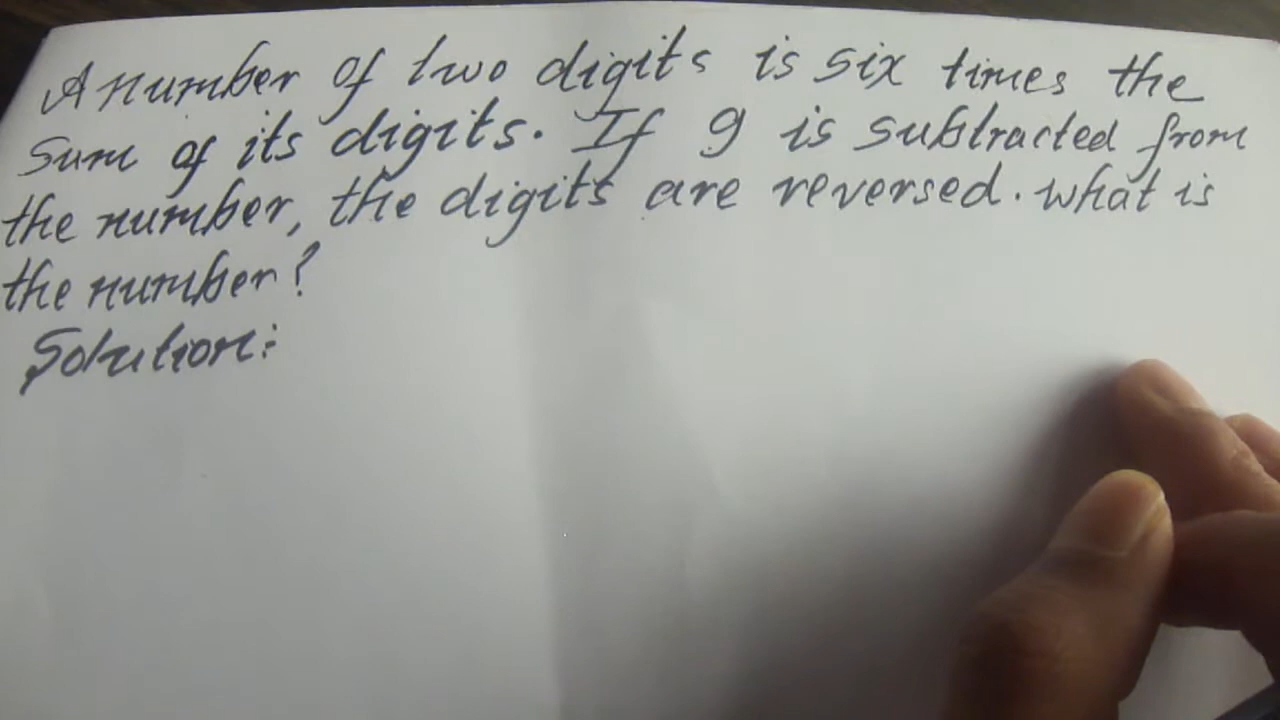 A number of two digits is six times the
Sum of its digits. If 9 is subtracted from
the number, the digits are reversed. what is
the number?
Solution: